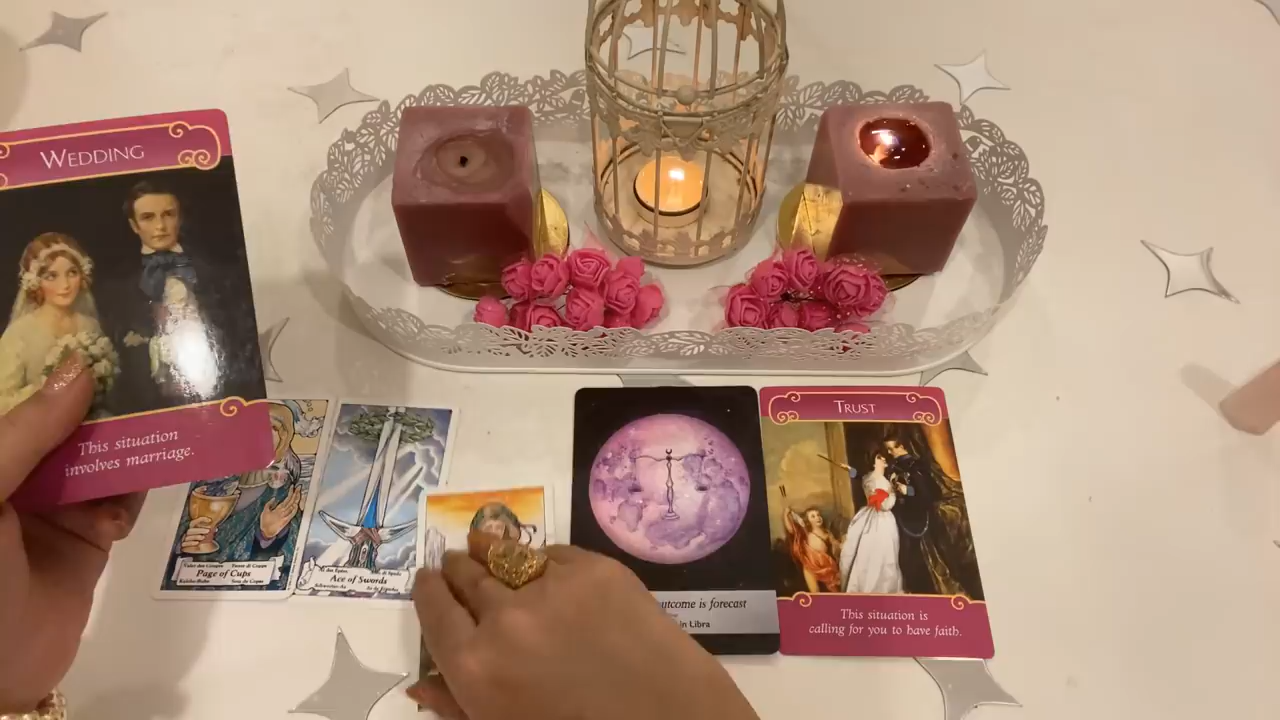 WEDDING
This situation
involves marriage.
Page of Cups
Ace of Swords
outcome is forecast
in Libra
TRUST
This situation is
calling for you to have faith.